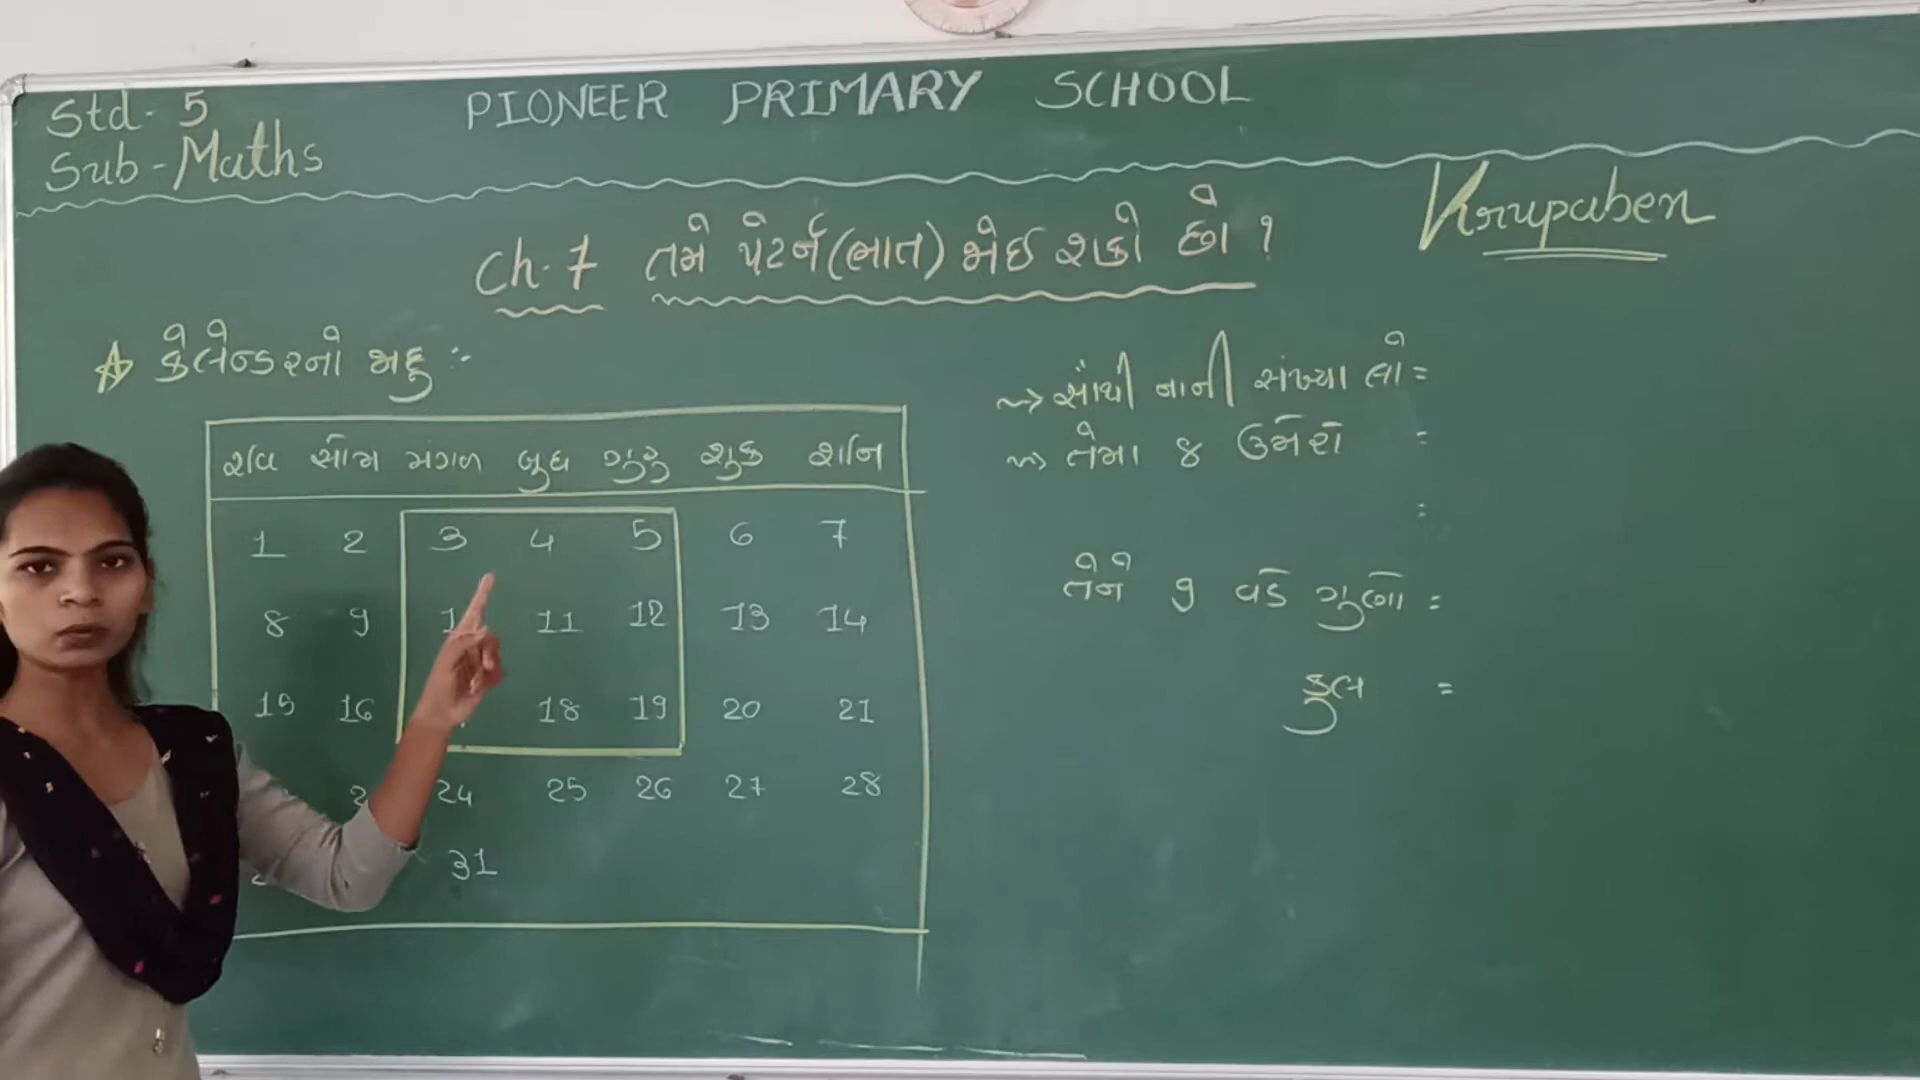 Std- 5
PIONEER PRIMARY SCHOOL
Sub - Maths
Krupaben
Ch. 7 તમે પેટર્ન (ભાત) જોઈ શકો છો ?
કેલેન્ડરનો જાદુ :-
રવિ સોમ મંગળ બુધ ગુરુ શુક્ર શનિ
1 2 3 4 5 6 7
8 9 11 12 13 14
15 16 18 19 20 21
24 25 26 27 28
31
~> સૌથી નાની સંખ્યા લો =
~> તેમા 8 ઉમેરો =
=
તેને 9 વડે ગુણો =
કુલ =